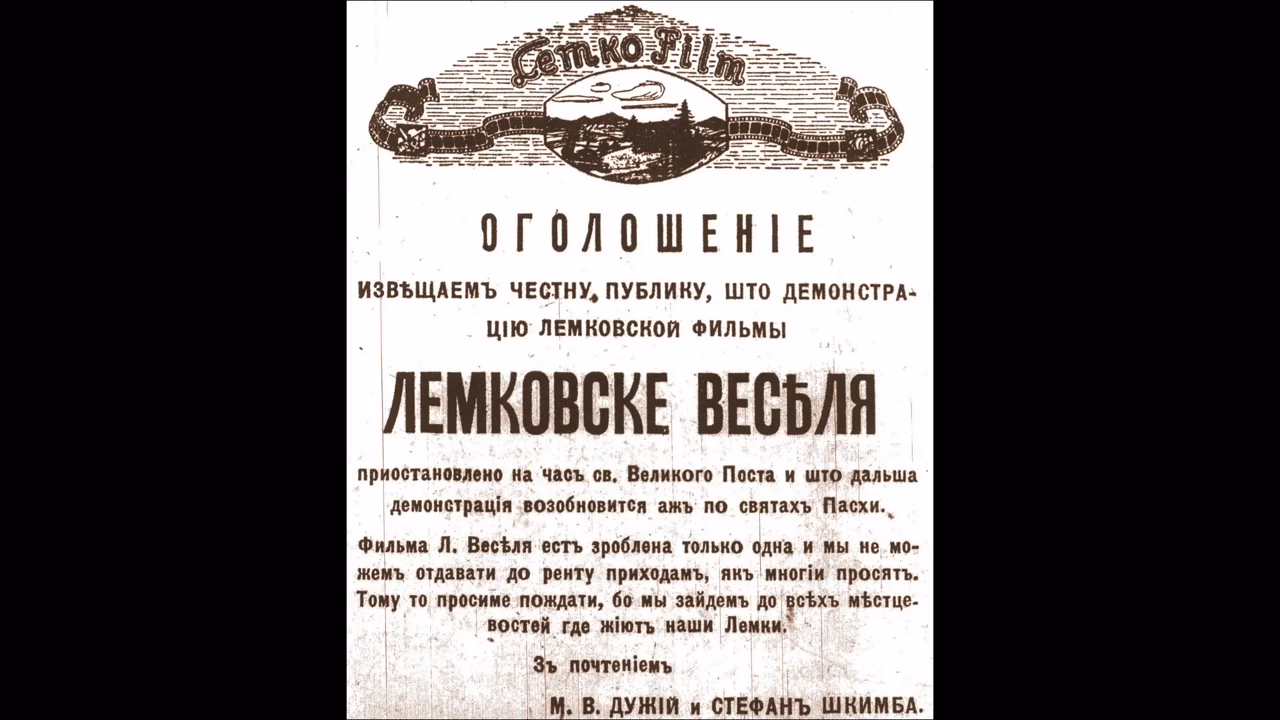 Lemko Film
ОГОЛОШЕНІЕ
ИЗВѢЩАЕМЪ ЧЕСТНУ ПУБЛИКУ, ШТО ДЕМОНСТРА-
ЦІЮ ЛЕМКОВСКОЙ ФИЛЬМЫ
ЛЕМКОВСКЕ ВЕСѢЛЯ
приостановлено на часъ св. Великого Поста и што дальша
демонстрація возобновится ажъ по святахъ Пасхи.
Фильма Л. Весѣля естъ зроблена только одна и мы не мо-
жемъ отдавати до ренту приходамъ, якъ многіи просятъ.
Тому то просиме пождати, бо мы зайдемъ до всѣхъ мѣстце-
востей где жіютъ наши Лемки.
Зъ почтеніемъ
М. В. ДУЖІЙ и СТЕФАНЪ ШКИМБА.